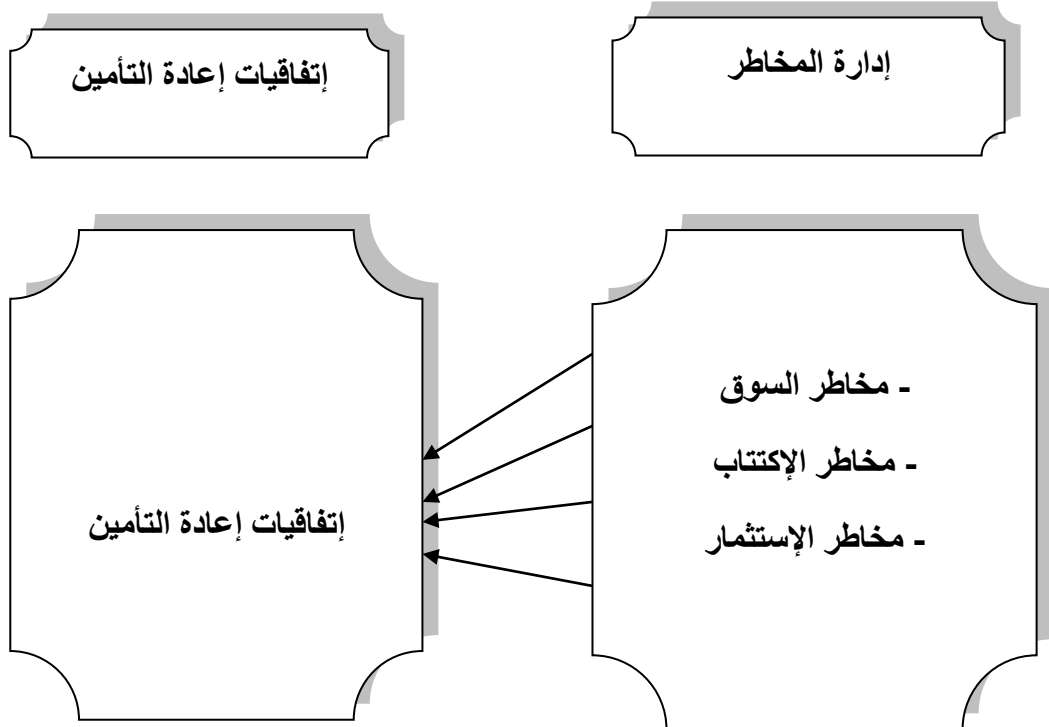 إدارة المخاطر
إتفاقيات إعادة التأمين
- مخاطر السوق
- مخاطر الإكتتاب
- مخاطر الإستثمار
إتفاقيات إعادة التأمين